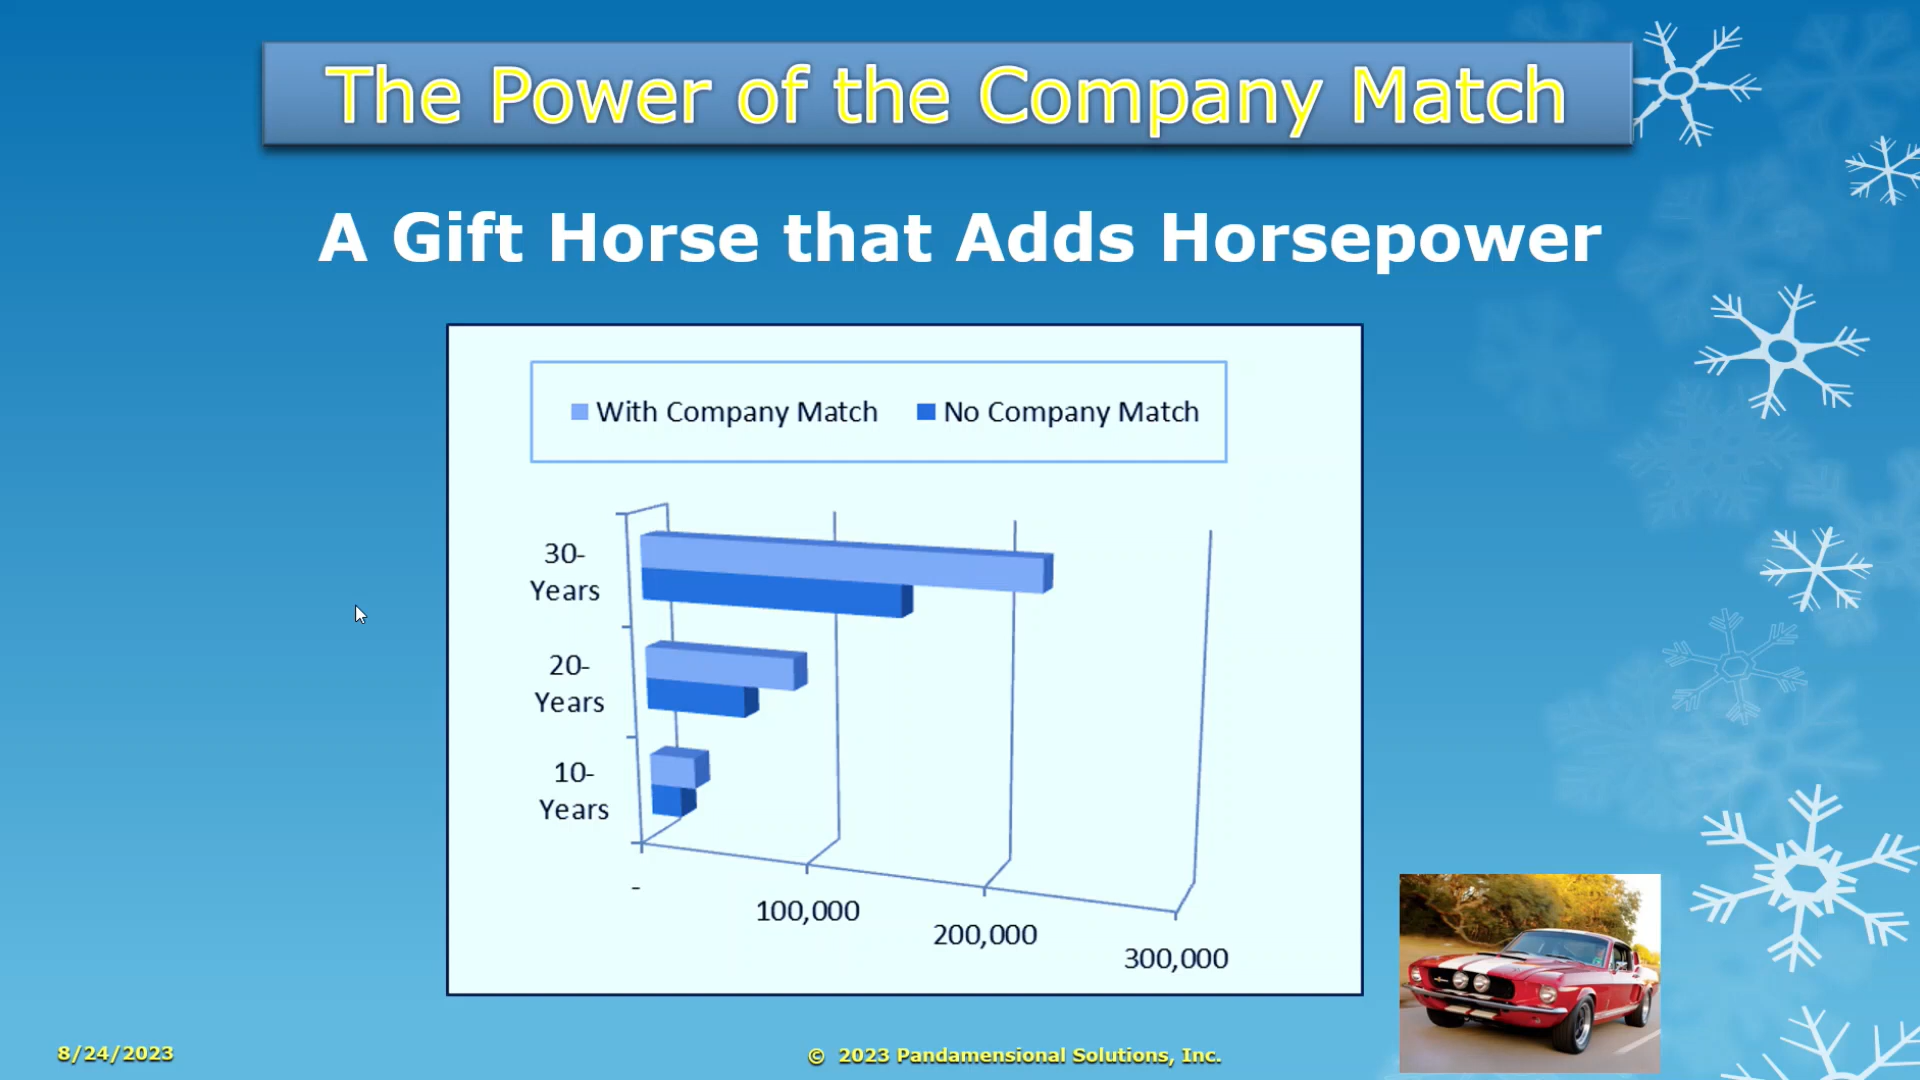 The Power of the Company Match
A Gift Horse that Adds Horsepower
With Company Match No Company Match
30-
Years
20-
Years
10-
Years
-
100,000
200,000
300,000
8/24/2023
© 2023 Pandamensional Solutions, Inc.